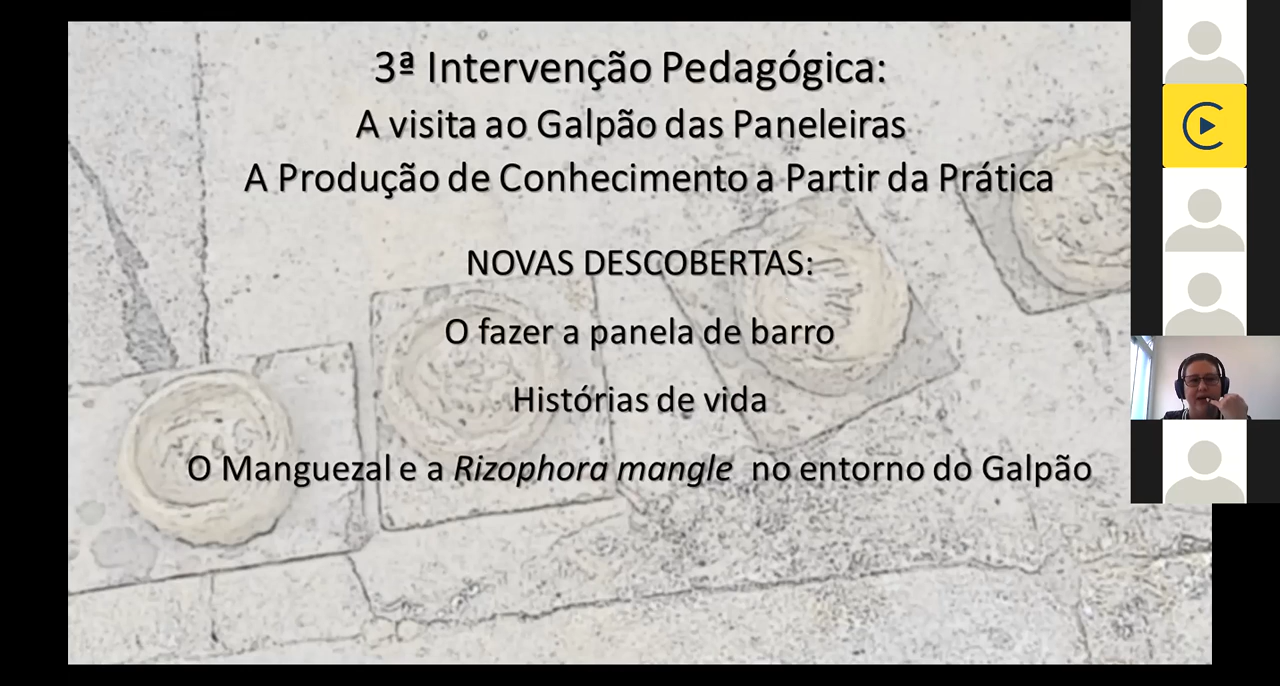 3ª Intervenção Pedagógica:
A visita ao Galpão das Paneleiras
A Produção de Conhecimento a Partir da Prática
NOVAS DESCOBERTAS:
O fazer a panela de barro
Histórias de vida
O Manguezal e a Rizophora mangle no entorno do Galpão